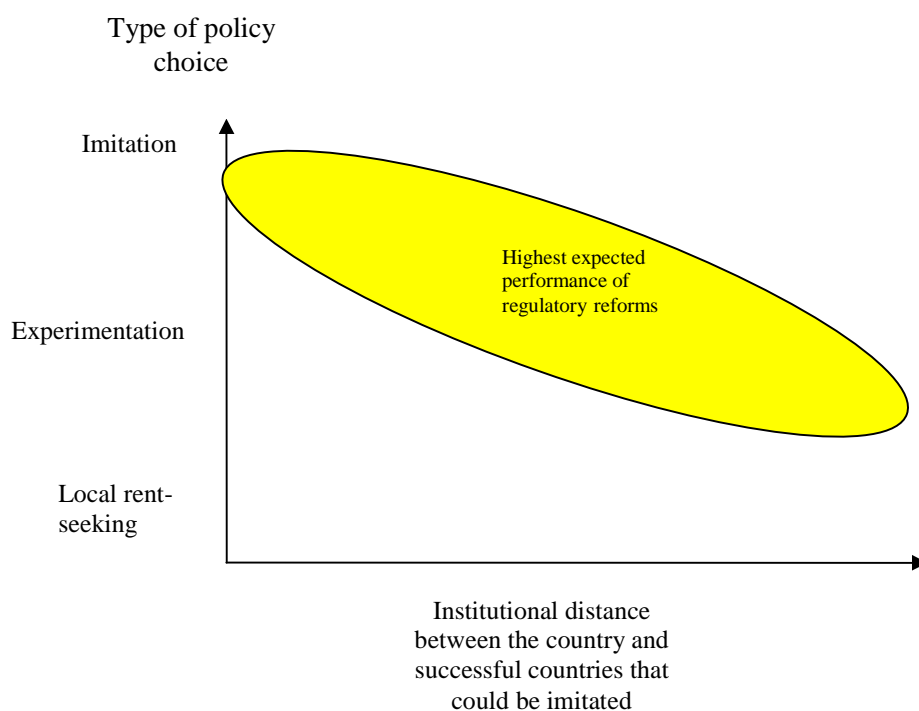 Type of policy
choice
Imitation
Highest expected
performance of
regulatory reforms
Experimentation
Local rent-
seeking
Institutional distance
between the country and
successful countries that
could be imitated